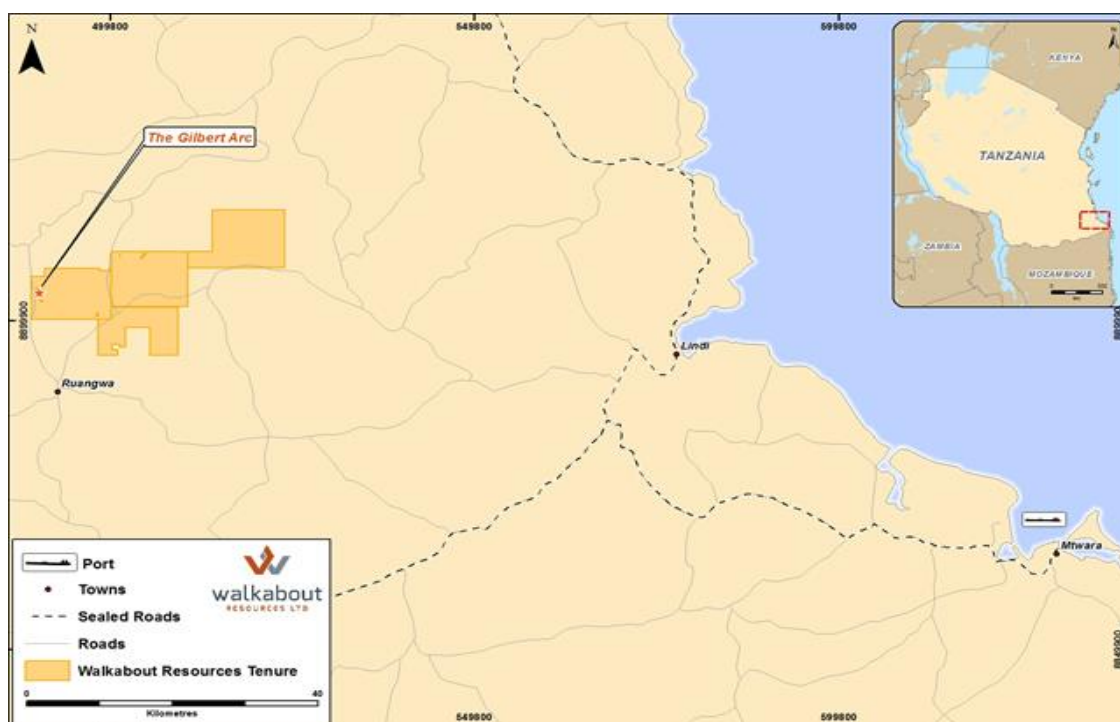 N
499800
549800
599800
N
KENYA
TANZANIA
ZAMBIA
MOZAMBIQUE
The Gilbert Arc
8899900
Lindi
Ruangwa
Mtwara
Port
Towns
Sealed Roads
Roads
Walkabout Resources Tenure
walkabout
RESOURCES LTD
0
40
Kilometres
549800
599800
8849900